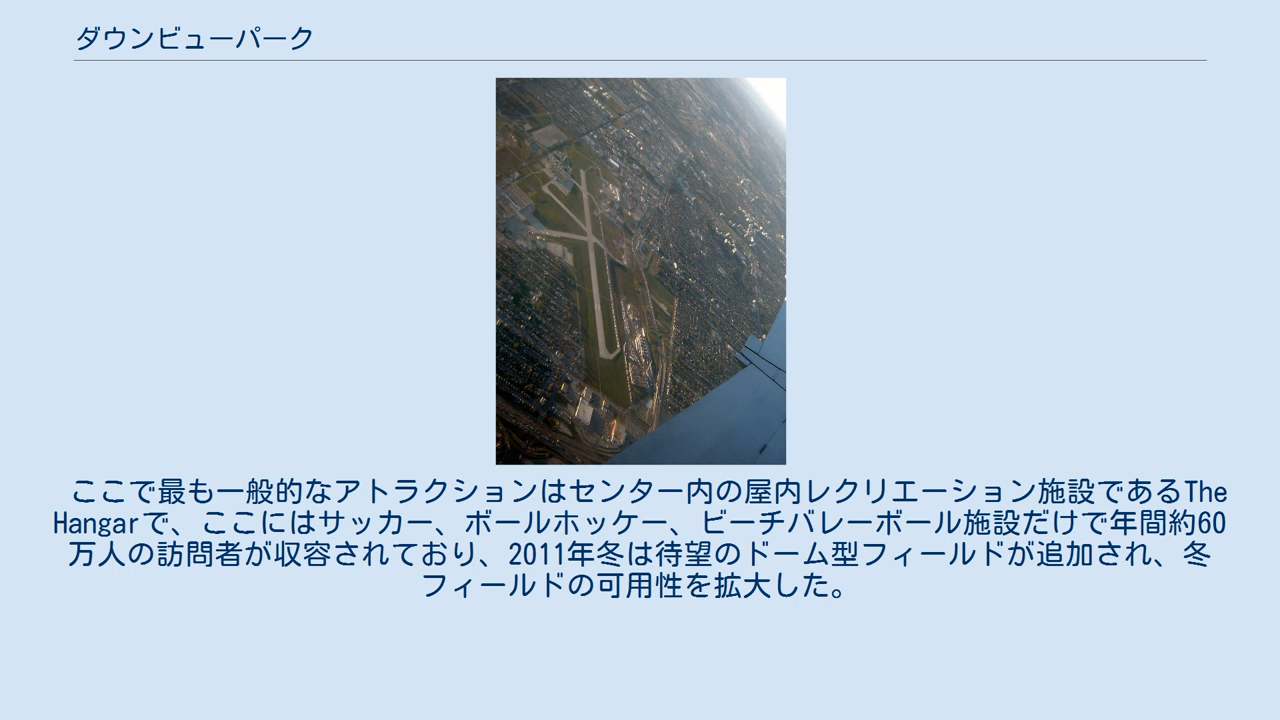 ダウンビューパーク
ここで最も一般的なアトラクションはセンター内の屋内レクリエーション施設であるThe
Hangarで、ここにはサッカー、ボールホッケー、ビーチバレーボール施設だけで年間約60
万人の訪問者が収容されており、2011年冬は待望のドーム型フィールドが追加され、冬
フィールドの可用性を拡大した。